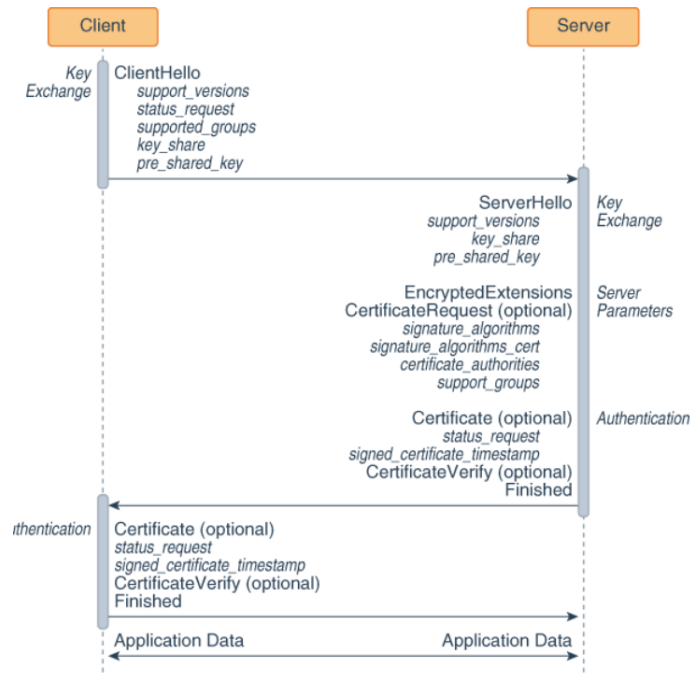 Client
Server
Key
Exchange
ClientHello
support_versions
status_request
supported_groups
key_share
pre_shared_key
ServerHello
support_versions
key_share
pre_shared_key
Key
Exchange
EncryptedExtensions
CertificateRequest (optional)
signature_algorithms
signature_algorithms_cert
certificate_authorities
support_groups
Server
Parameters
Certificate (optional)
status_request
signed_certificate_timestamp
CertificateVerify (optional)
Finished
Authentication
uthentication
Certificate (optional)
status_request
signed_certificate_timestamp
CertificateVerify (optional)
Finished
Application Data
Application Data